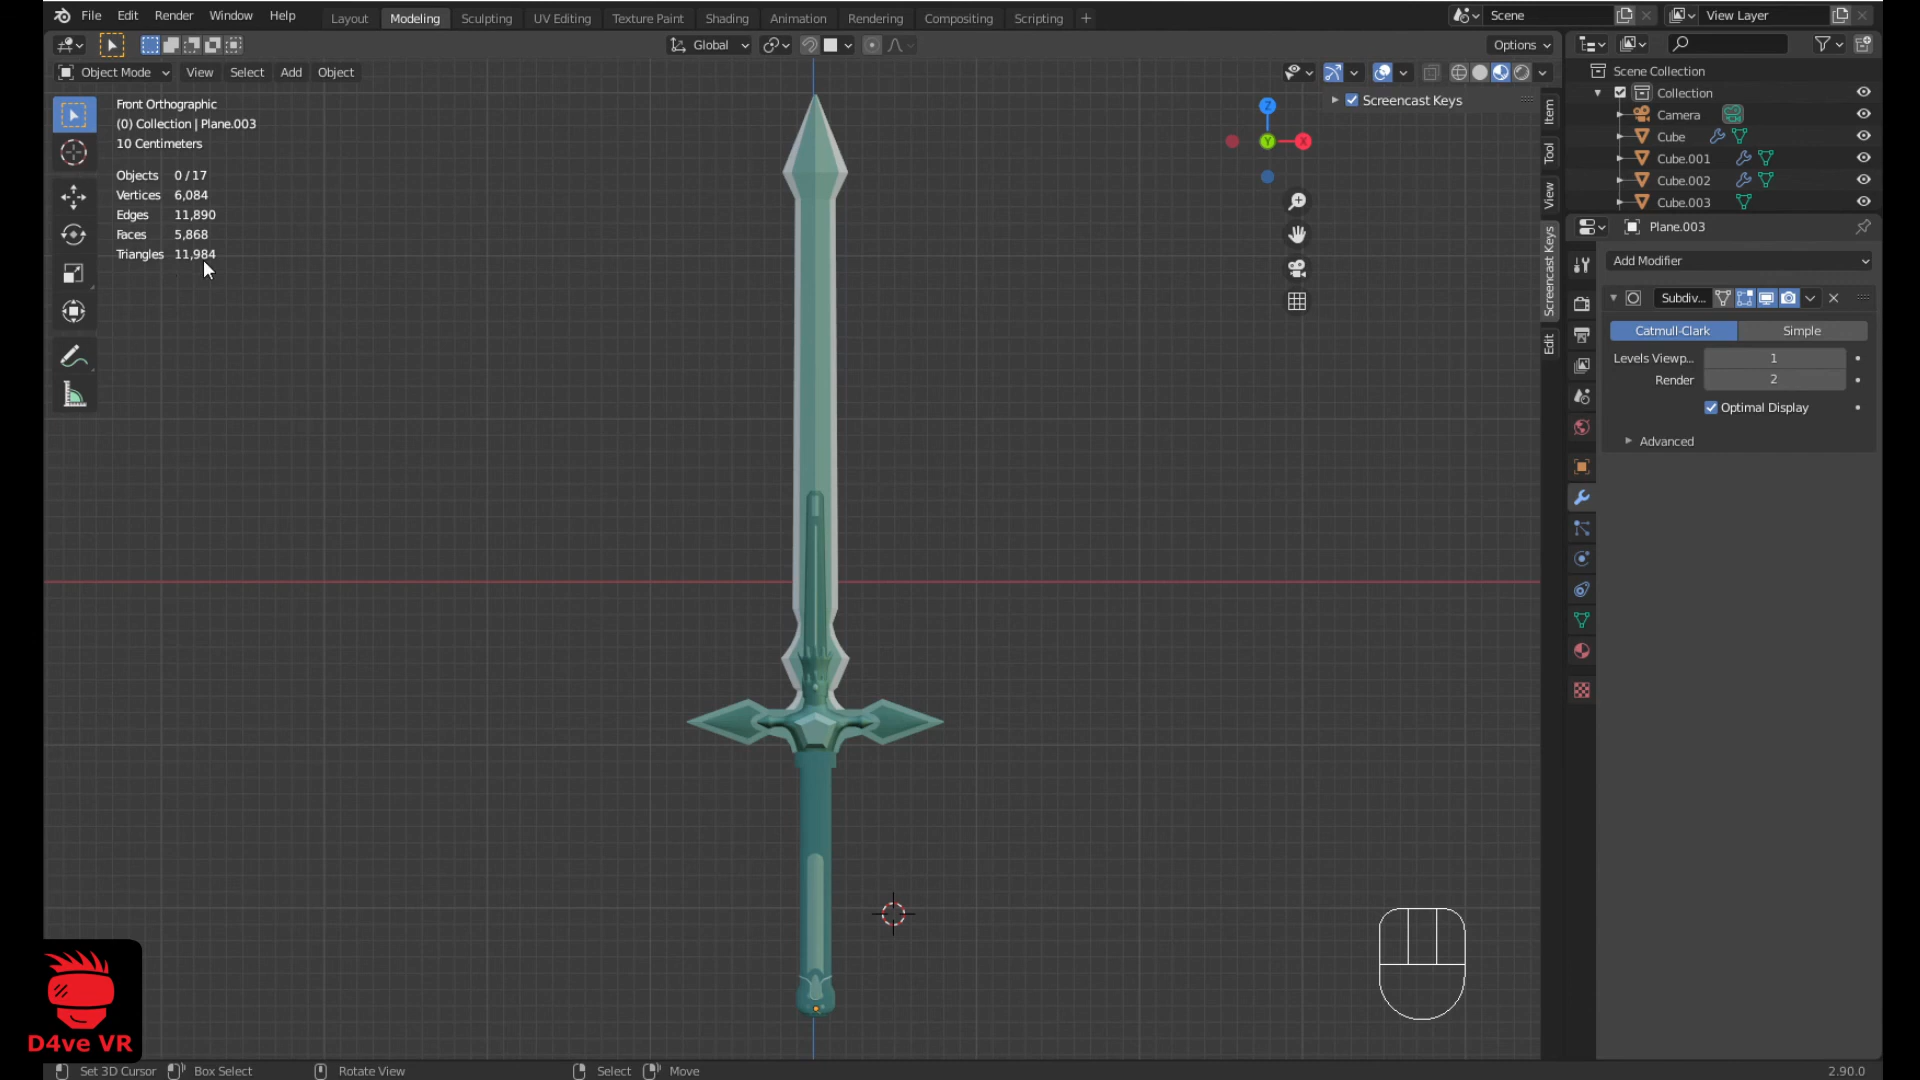 File Edit Render Window Help Layout Modeling Sculpting UV Editing Texture Paint Shading Animation Rendering Compositing Scripting + Scene View Layer
Global Options
Object Mode View Select Add Object
Scene Collection
Front Orthographic
(0) Collection | Plane.003
10 Centimeters
Objects 0 / 17
Vertices 6,084
Edges 11,890
Faces 5,868
Triangles 11,984
Z
Y
X
Screencast Keys
Item
Tool
View
Screencast Keys
Edit
Collection
Camera
Cube
Cube.001
Cube.002
Cube.003
Plane.003
Add Modifier
Subdiv...
Catmull-Clark Simple
Levels Viewp... 1
Render 2
Optimal Display
Advanced
D4ve VR
Set 3D Cursor Box Select Rotate View Select Move 2.90.0